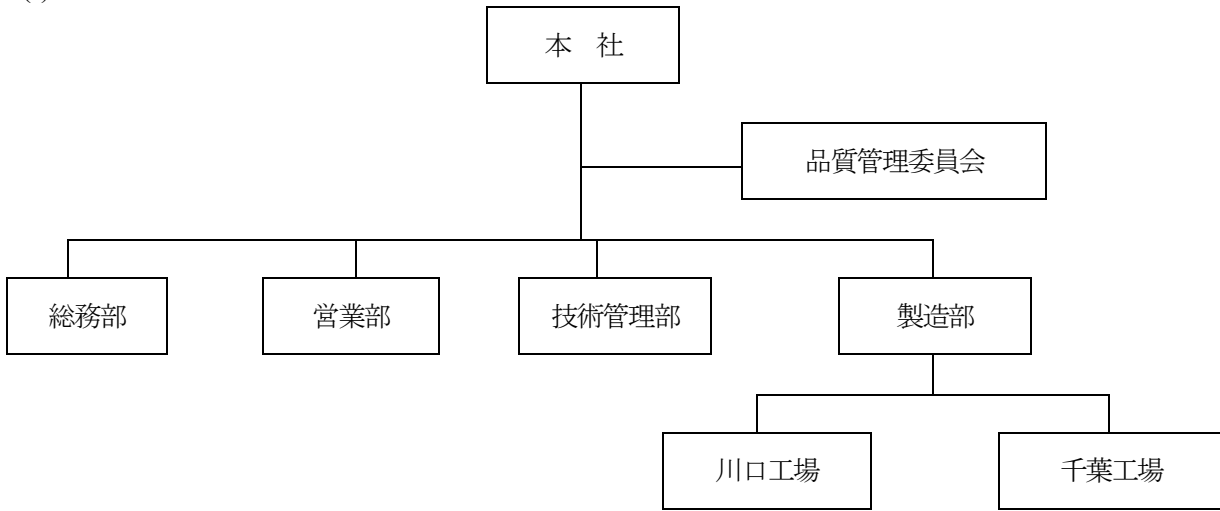 本 社
品質管理委員会
総務部
営業部
技術管理部
製造部
川口工場
千葉工場